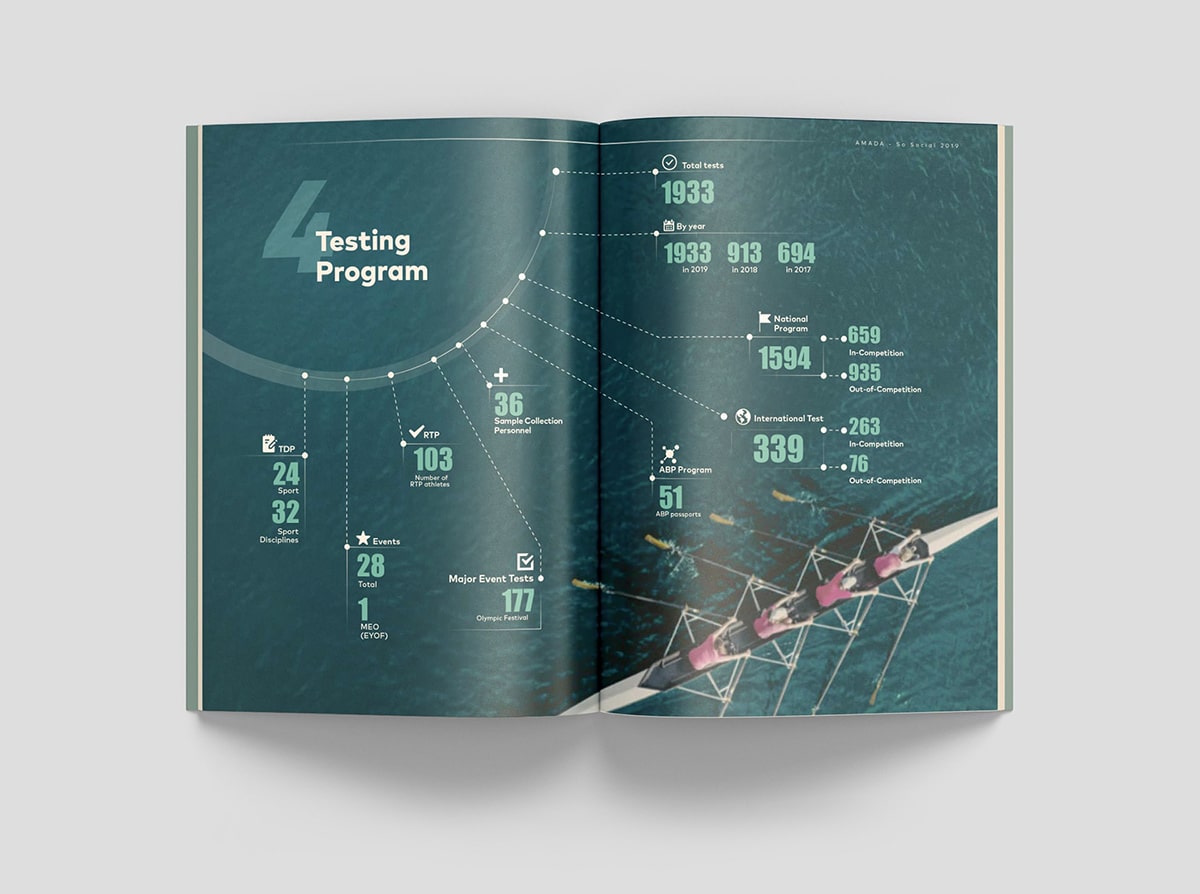 4
Testing
Program
TDP
24
Sport
32
Sport
Disciplines
Events
28
Total
1
MEO
(EYOF)
RTP
103
Number of
RTP athletes
36
Sample Collection
Personnel
Major Event Tests
177
Olympic Festival
AMADA - So Social 2019
Total tests
1933
By year
1933 913 694
in 2019 in 2018 in 2017
National
Program
1594
659
In-Competition
935
Out-of-Competition
International Test
339
263
In-Competition
76
Out-of-Competition
ABP Program
51
ABP passports